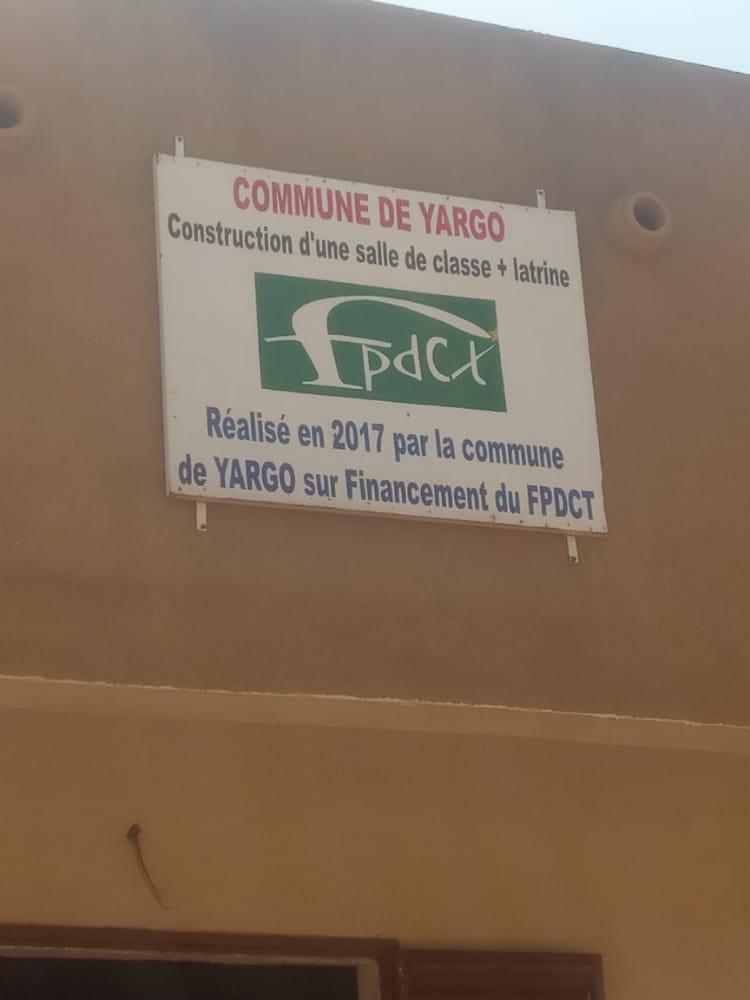 COMMUNE DE YARGO
Construction d'une salle de classe + latrine
fpdct
Réalisé en 2017 par la commune
de YARGO sur Financement du FPDCT